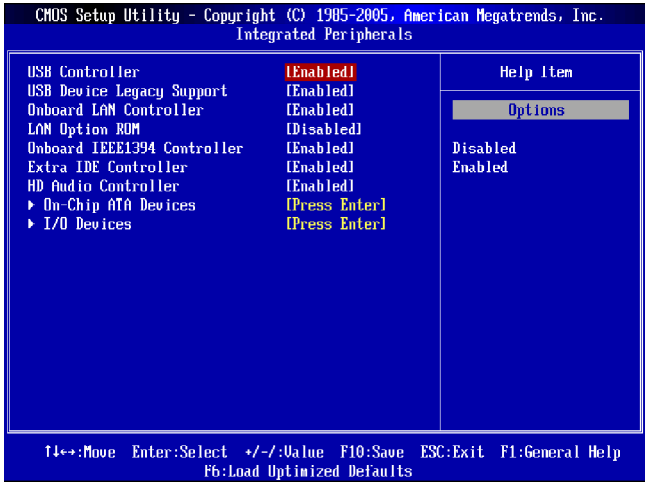 CMOS Setup Utility - Copyright (C) 1985-2005, American Megatrends, Inc.
Integrated Peripherals
USB Controller [Enabled]
USB Device Legacy Support [Enabled]
Onboard LAN Controller [Enabled]
LAN Option ROM [Disabled]
Onboard IEEE1394 Controller [Enabled]
Extra IDE Controller [Enabled]
HD Audio Controller [Enabled]
▸ On-Chip ATA Devices [Press Enter]
▸ I/O Devices [Press Enter]
Help Item
Options
Disabled
Enabled
↑↓←→:Move Enter:Select +/-/:Value F10:Save ESC:Exit F1:General Help
F6:Load Optimized Defaults